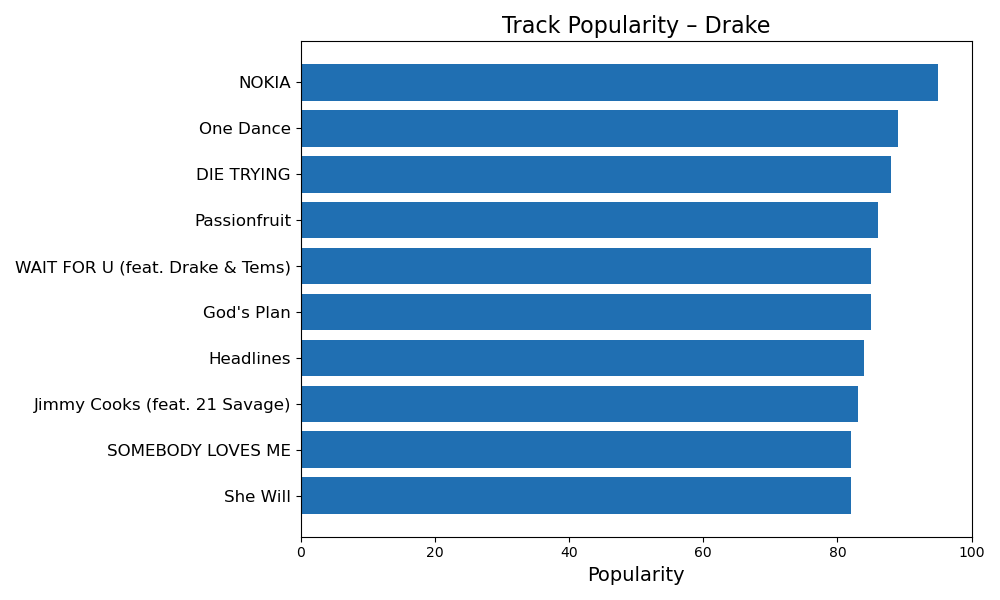 Track Popularity – Drake
NOKIA
One Dance
DIE TRYING
Passionfruit
WAIT FOR U (feat. Drake & Tems)
God's Plan
Headlines
Jimmy Cooks (feat. 21 Savage)
SOMEBODY LOVES ME
She Will
0 20 40 60 80 100
Popularity